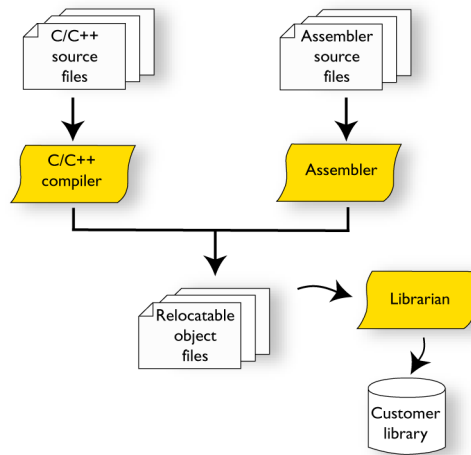 C/C++
source
files
Assembler
source
files
C/C++
compiler
Assembler
Relocatable
object
files
Librarian
Customer
library